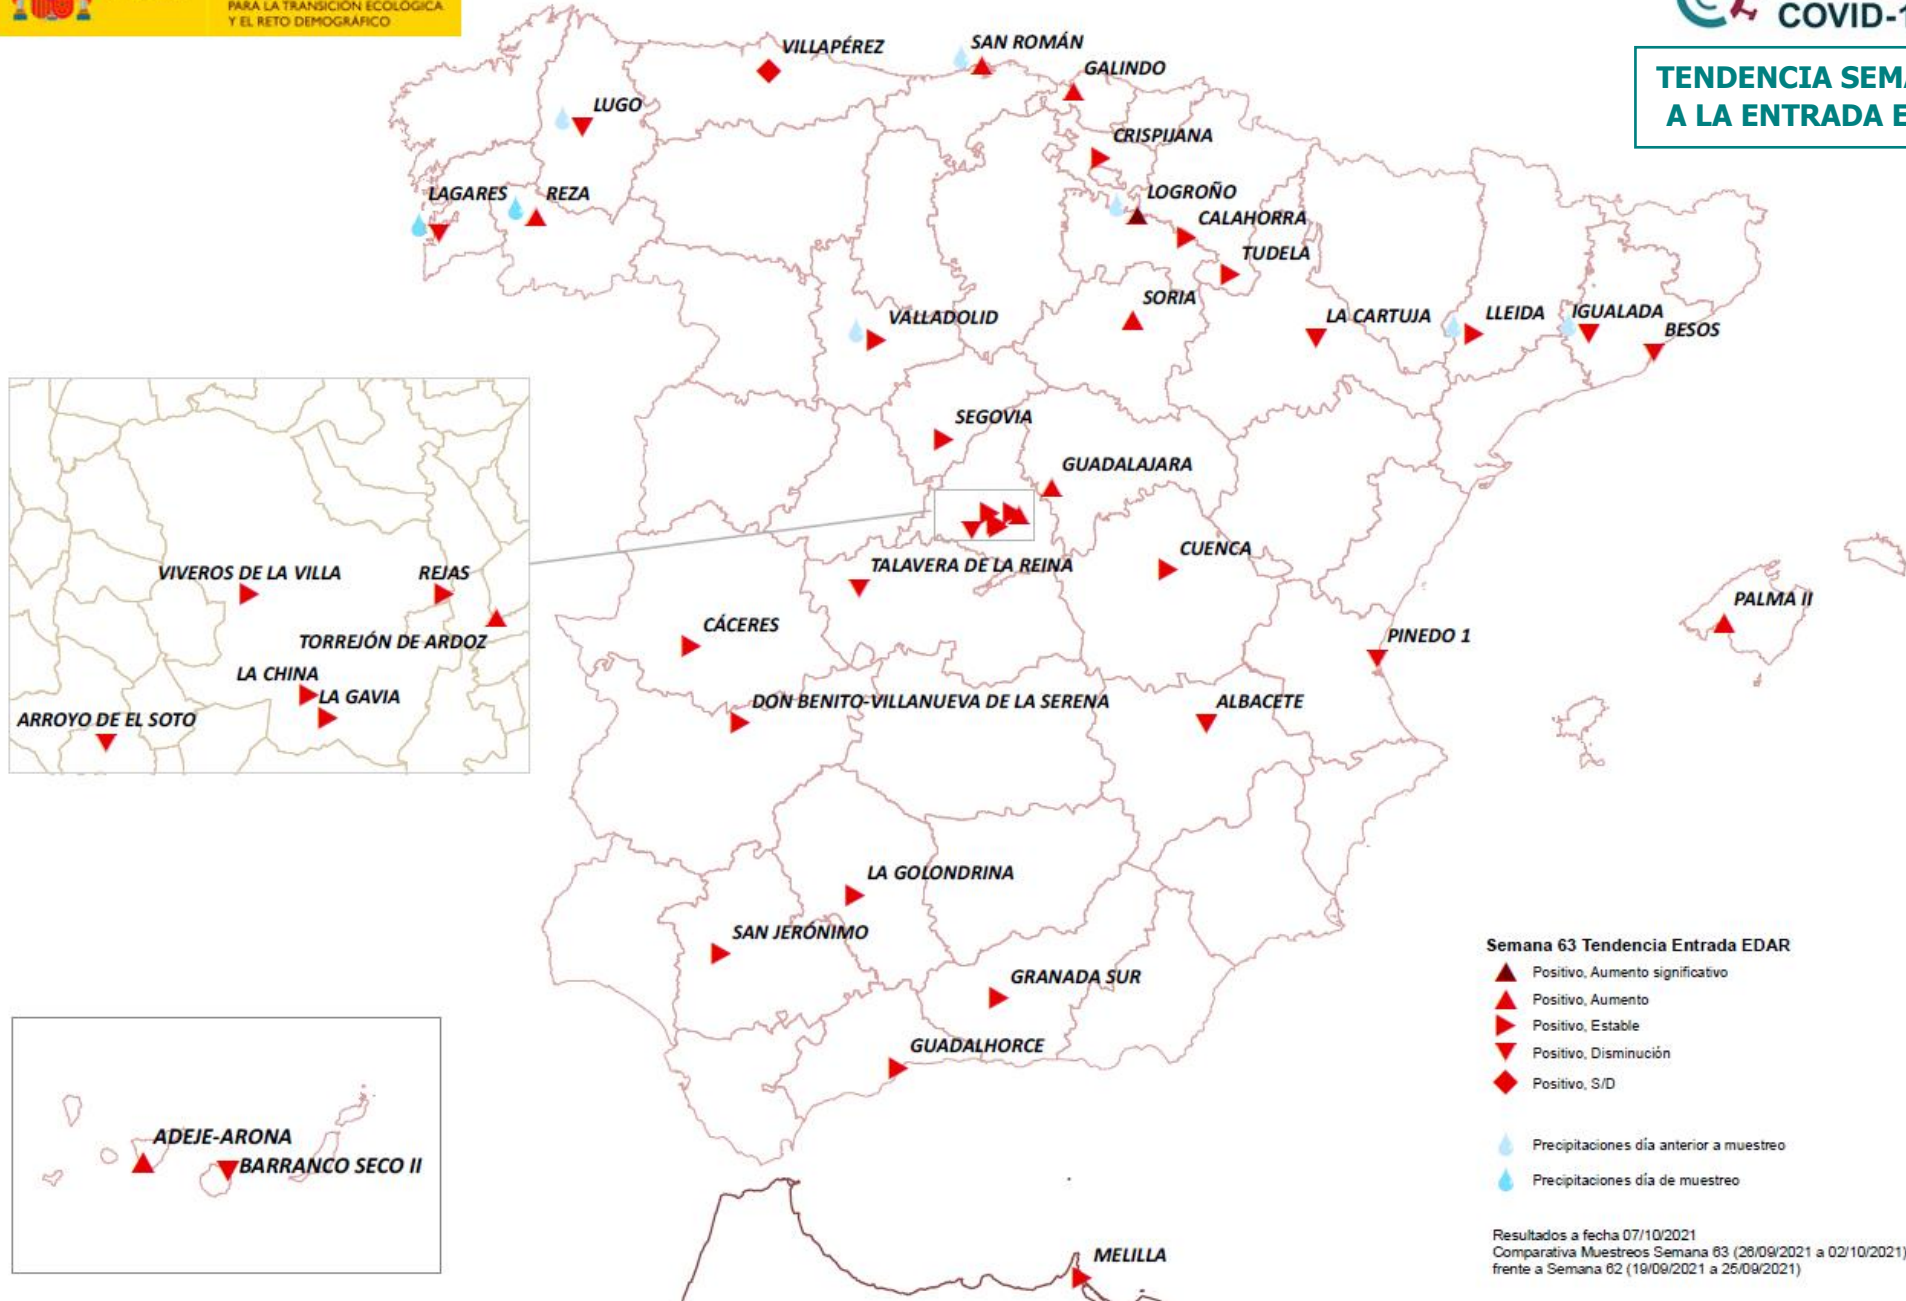 PARA LA TRANSICIÓN ECOLÓGICA
Y EL RETO DEMOGRÁFICO
COVID-1
TENDENCIA SEMA
A LA ENTRADA E
VILLAPÉREZ
SAN ROMÁN
GALINDO
LUGO
CRISPIJANA
LAGARES
REZA
LOGROÑO
CALAHORRA
TUDELA
SORIA
VALLADOLID
LA CARTUJA
LLEIDA
IGUALADA
BESOS
SEGOVIA
GUADALAJARA
CUENCA
TALAVERA DE LA REINA
VIVEROS DE LA VILLA
REJAS
TORREJÓN DE ARDOZ
LA CHINA
LA GAVIA
ARROYO DE EL SOTO
CÁCERES
PALMA II
PINEDO 1
DON BENITO-VILLANUEVA DE LA SERENA
ALBACETE
LA GOLONDRINA
SAN JERÓNIMO
GRANADA SUR
GUADALHORCE
ADEJE-ARONA
BARRANCO SECO II
MELILLA
Semana 63 Tendencia Entrada EDAR
Positivo, Aumento significativo
Positivo, Aumento
Positivo, Estable
Positivo, Disminución
Positivo, S/D
Precipitaciones día anterior a muestreo
Precipitaciones día de muestreo
Resultados a fecha 07/10/2021
Comparativa Muestreos Semana 63 (26/09/2021 a 02/10/2021)
frente a Semana 62 (19/09/2021 a 25/09/2021)